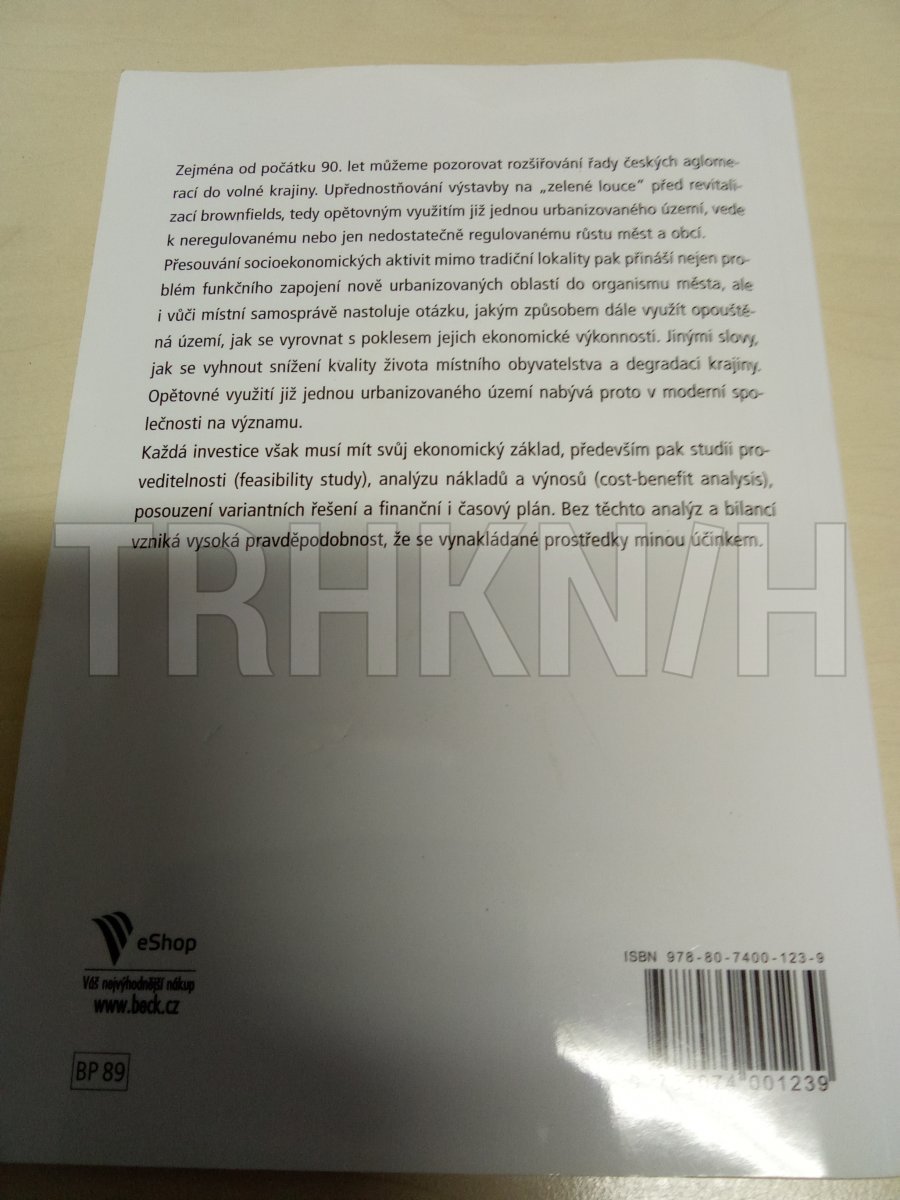 Zejména od počátku 90. let můžeme pozorovat rozšiřování řady českých aglome-
rací do volné krajiny. Upřednostňování výstavby na „zelené louce“ před revitali-
zací brownfields, tedy opětovným využitím již jednou urbanizovaného území, vede
k neregulovanému nebo jen nedostatečně regulovanému růstu měst a obcí.
Přesouvání socioekonomických aktivit mimo tradiční lokality pak přináší nejen pro-
blém funkčního zapojení nově urbanizovaných oblastí do organismu města, ale
i vůči místní samosprávě nastoluje otázku, jakým způsobem dále využít opouště-
ná území, jak se vyrovnat s poklesem jejich ekonomické výkonnosti. Jinými slovy,
jak se vyhnout snížení kvality života místního obyvatelstva a degradaci krajiny.
Opětovné využití již jednou urbanizovaného území nabývá proto v moderní spo-
lečnosti na významu.
Každá investice však musí mít svůj ekonomický základ, především pak studii pro-
veditelnosti (feasibility study), analýzu nákladů a výnosů (cost-benefit analysis),
posouzení variantních řešení a finanční i časový plán. Bez těchto analýz a bilancí
vzniká vysoká pravděpodobnost, že se vynakládané prostředky minou účinkem.
TRHKNIH
eShop
Váš nejvýhodnější nákup
www.beck.cz
BP 89
ISBN 978-80-7400-123-9
001239